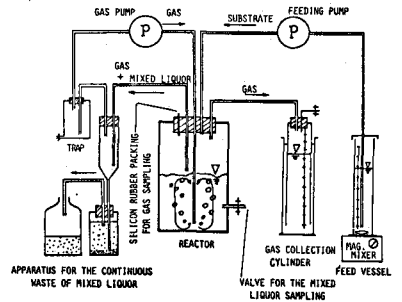 GAS PUMP
GAS
P
SUBSTRATE
FEEDING PUMP
P
GAS
+ MIXED LIQUOR
GAS
TRAP
SILICON RUBBER PACKING
FOR GAS SAMPLING
REACTOR
GAS COLLECTION
CYLINDER
MAG.
MIXER
FEED VESSEL
APPARATUS FOR THE CONTINUOUS
WASTE OF MIXED LIQUOR
VALVE FOR THE MIXED
LIQUOR SAMPLING